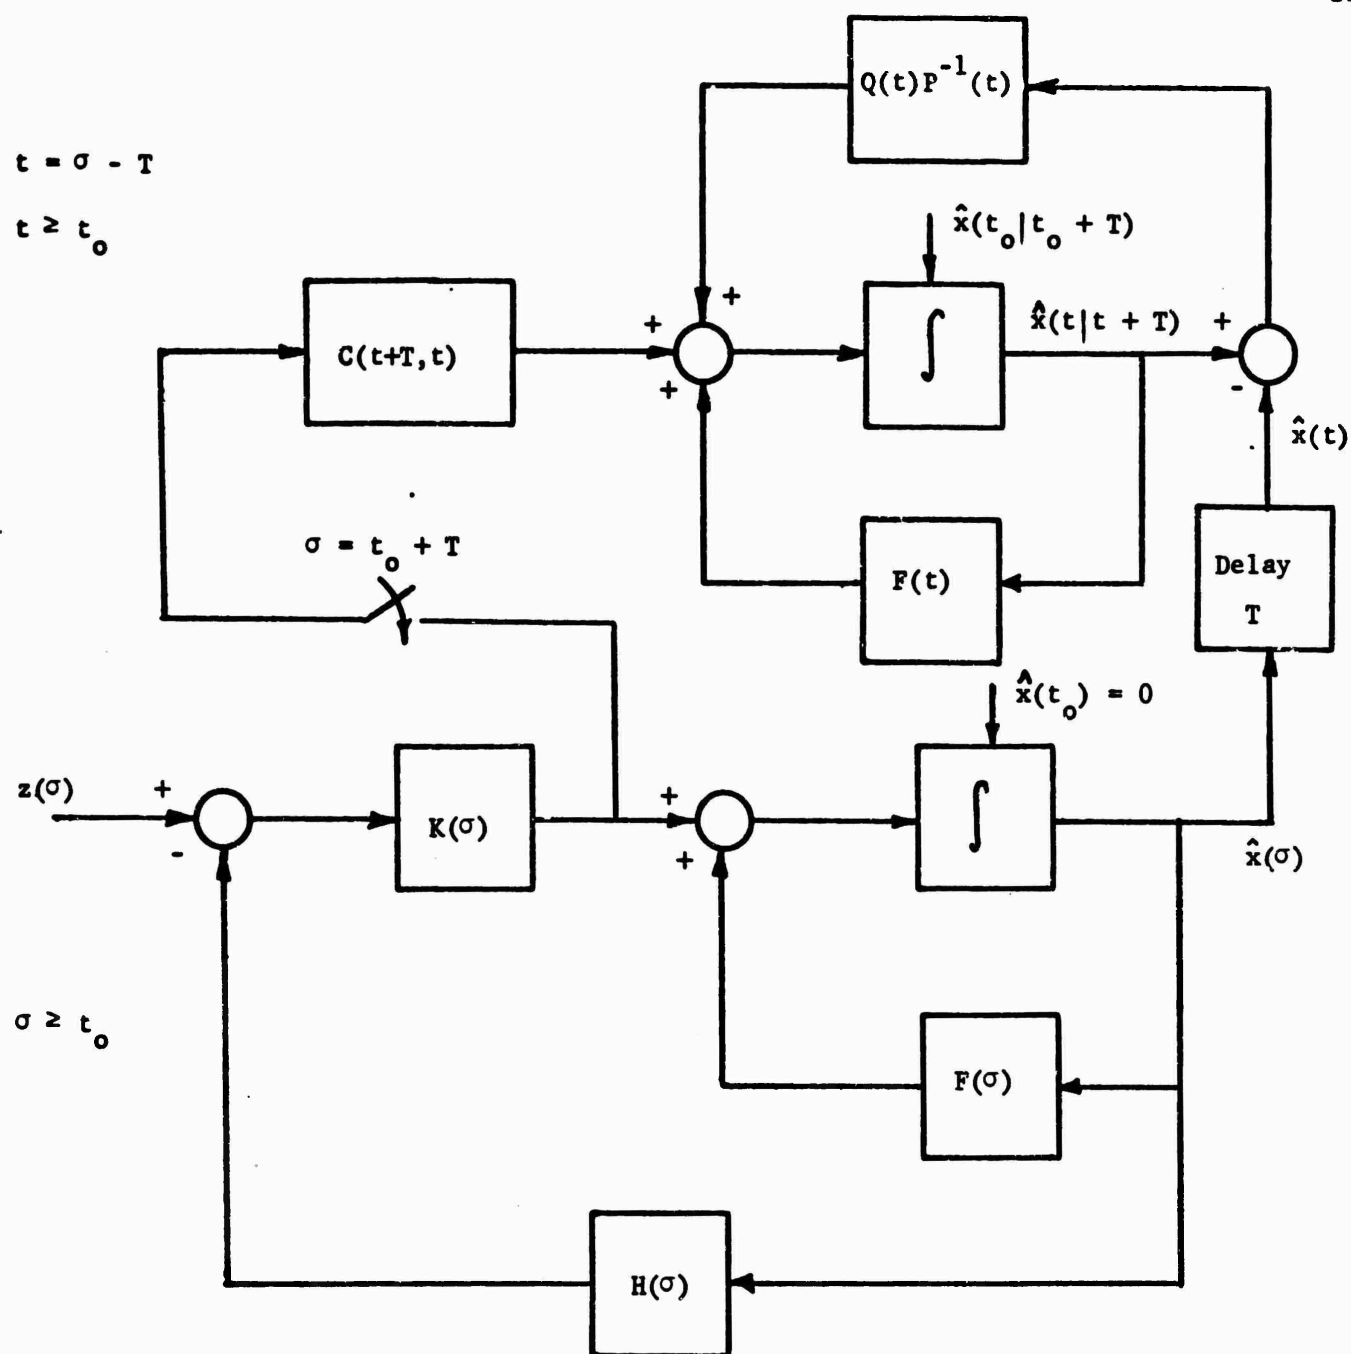 Q(t)P⁻¹(t)
t = σ - T
t ≥ t₀
x̂(t₀|t₀ + T)
+
C(t+T,t)
+
+
∫
x̂(t|t + T)
+
-
x̂(t)
σ = t₀ + T
F(t)
Delay
T
x̂(t₀) = 0
z(σ)
+
-
K(σ)
+
+
∫
x̂(σ)
σ ≥ t₀
F(σ)
H(σ)